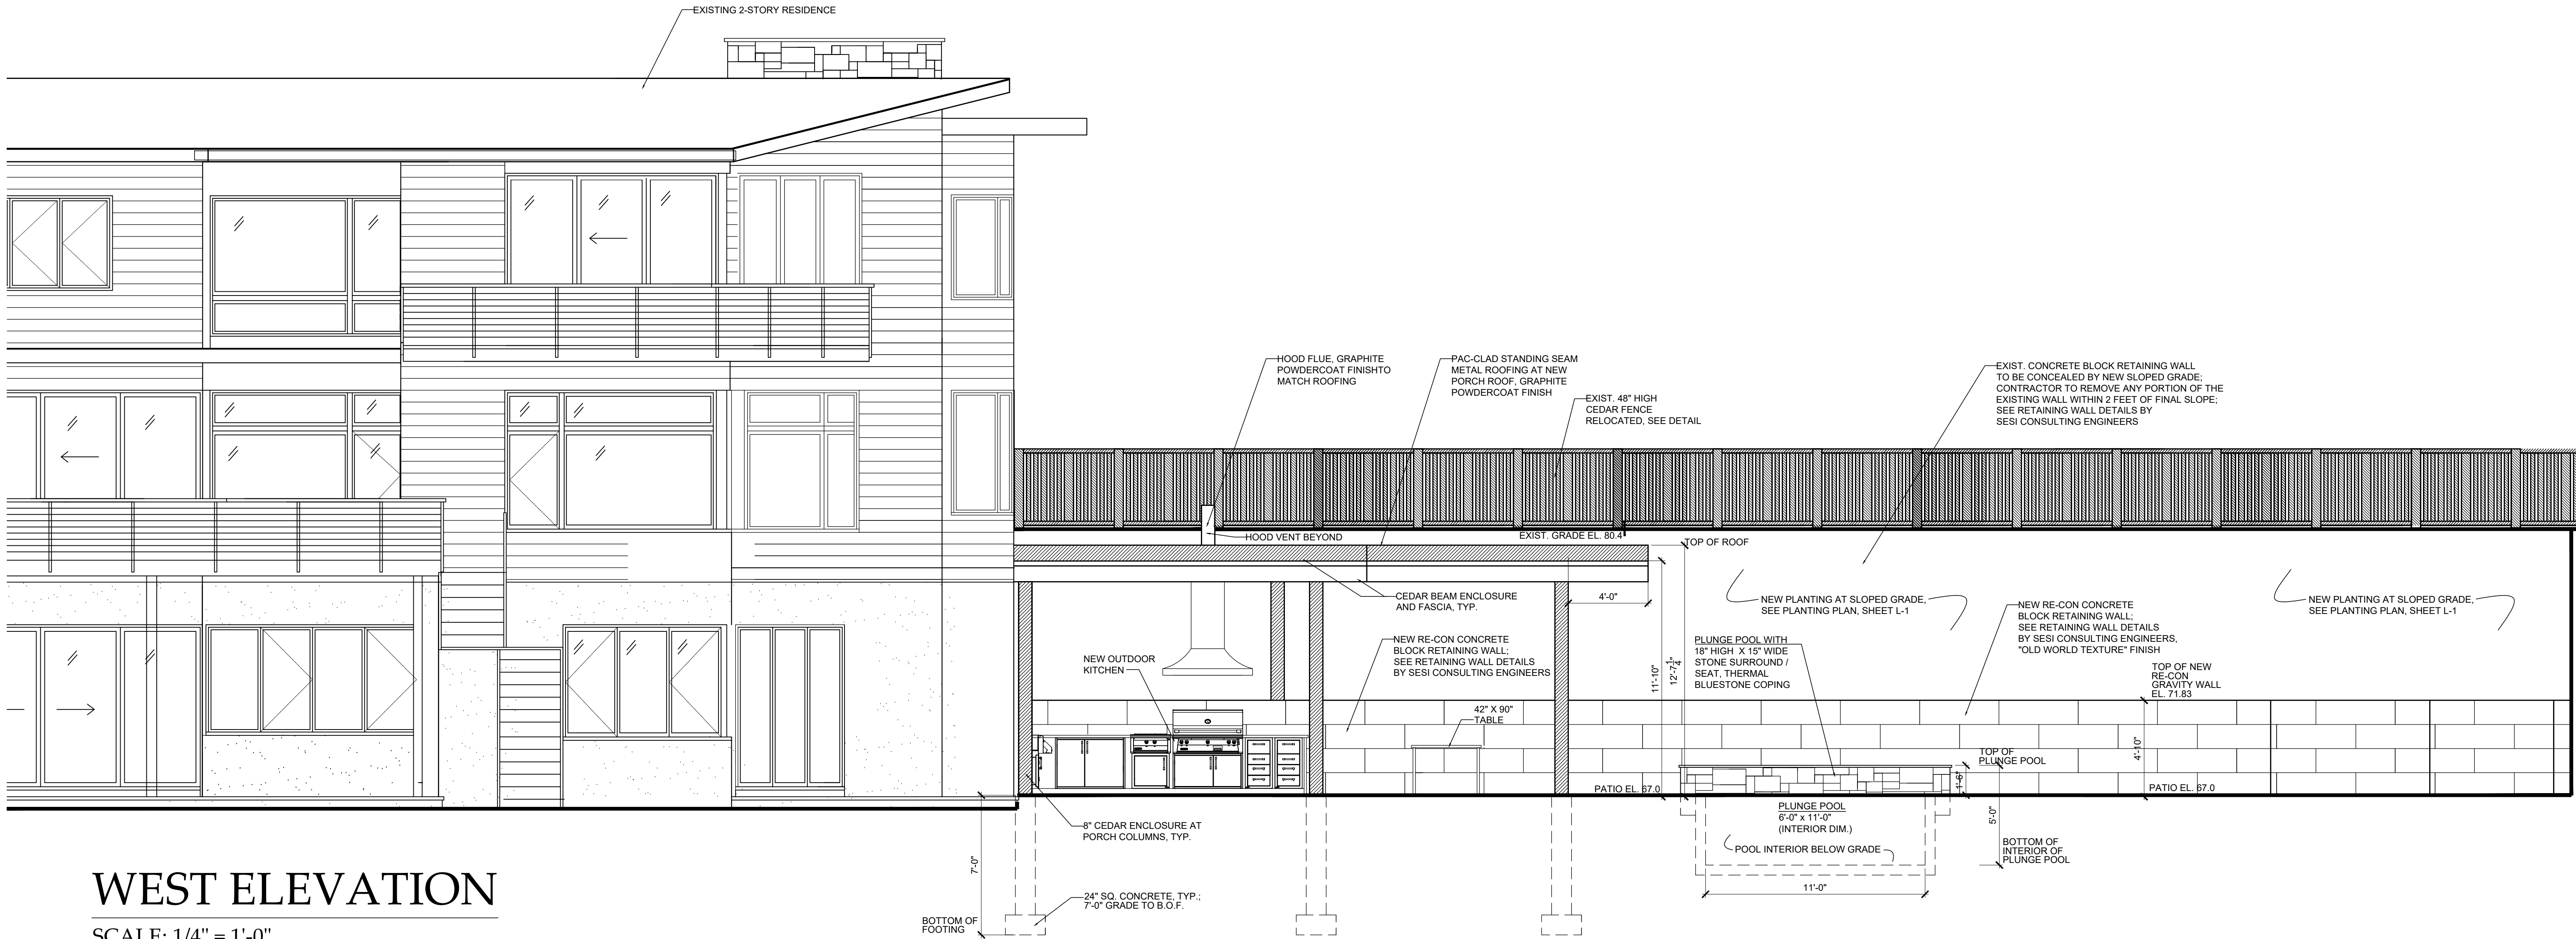 EXISTING 2-STORY RESIDENCE
HOOD FLUE, GRAPHITE
POWDERCOAT FINISHTO
MATCH ROOFING
PAC-CLAD STANDING SEAM
METAL ROOFING AT NEW
PORCH ROOF, GRAPHITE
POWDERCOAT FINISH
EXIST. 48" HIGH
CEDAR FENCE
RELOCATED, SEE DETAIL
EXIST. CONCRETE BLOCK RETAINING WALL
TO BE CONCEALED BY NEW SLOPED GRADE;
CONTRACTOR TO REMOVE ANY PORTION OF THE
EXISTING WALL WITHIN 2 FEET OF FINAL SLOPE;
SEE RETAINING WALL DETAILS BY
SESI CONSULTING ENGINEERS
HOOD VENT BEYOND
EXIST. GRADE EL. 80.4
TOP OF ROOF
CEDAR BEAM ENCLOSURE
AND FASCIA, TYP.
4'-0"
NEW PLANTING AT SLOPED GRADE,
SEE PLANTING PLAN, SHEET L-1
NEW RE-CON CONCRETE
BLOCK RETAINING WALL;
SEE RETAINING WALL DETAILS
BY SESI CONSULTING ENGINEERS,
"OLD WORLD TEXTURE" FINISH
NEW PLANTING AT SLOPED GRADE,
SEE PLANTING PLAN, SHEET L-1
NEW OUTDOOR
KITCHEN
NEW RE-CON CONCRETE
BLOCK RETAINING WALL;
SEE RETAINING WALL DETAILS
BY SESI CONSULTING ENGINEERS
11'-10"
12'-7 1/4"
PLUNGE POOL WITH
18" HIGH X 15" WIDE
STONE SURROUND /
SEAT, THERMAL
BLUESTONE COPING
TOP OF NEW
RE-CON
GRAVITY WALL
EL. 71.83
42" X 90"
TABLE
4'-10"
TOP OF
PLUNGE POOL
1'-6"
PATIO EL. 67.0
PATIO EL. 67.0
PLUNGE POOL
6'-0" x 11'-0"
(INTERIOR DIM.)
5'-0"
8" CEDAR ENCLOSURE AT
PORCH COLUMNS, TYP.
POOL INTERIOR BELOW GRADE
BOTTOM OF
INTERIOR OF
PLUNGE POOL
7'-0"
11'-0"
24" SQ. CONCRETE, TYP.;
7'-0" GRADE TO B.O.F.
BOTTOM OF
FOOTING
WEST ELEVATION
SCALE: 1/4" = 1'-0"